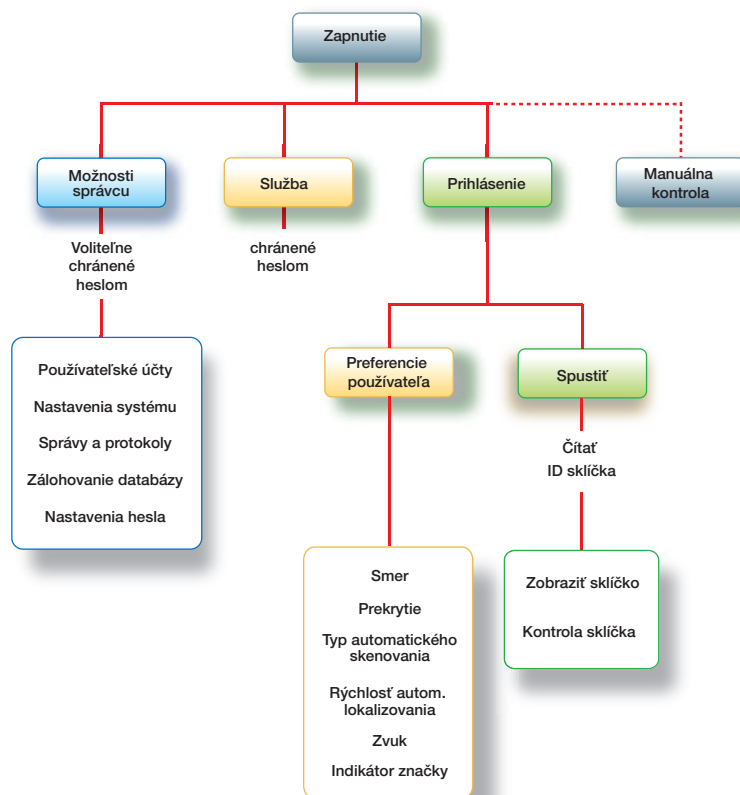 Zapnutie
Možnosti
správcu
Služba
Prihlásenie
Manuálna
kontrola
Voliteľne
chránené
heslom
chránené
heslom
Používateľské účty
Nastavenia systému
Správy a protokoly
Zálohovanie databázy
Nastavenia hesla
Preferencie
používateľa
Spustiť
Čítať
ID sklíčka
Smer
Prekrytie
Typ automatického
skenovania
Rýchlosť autom.
lokalizovania
Zvuk
Indikátor značky
Zobraziť sklíčko
Kontrola sklíčka